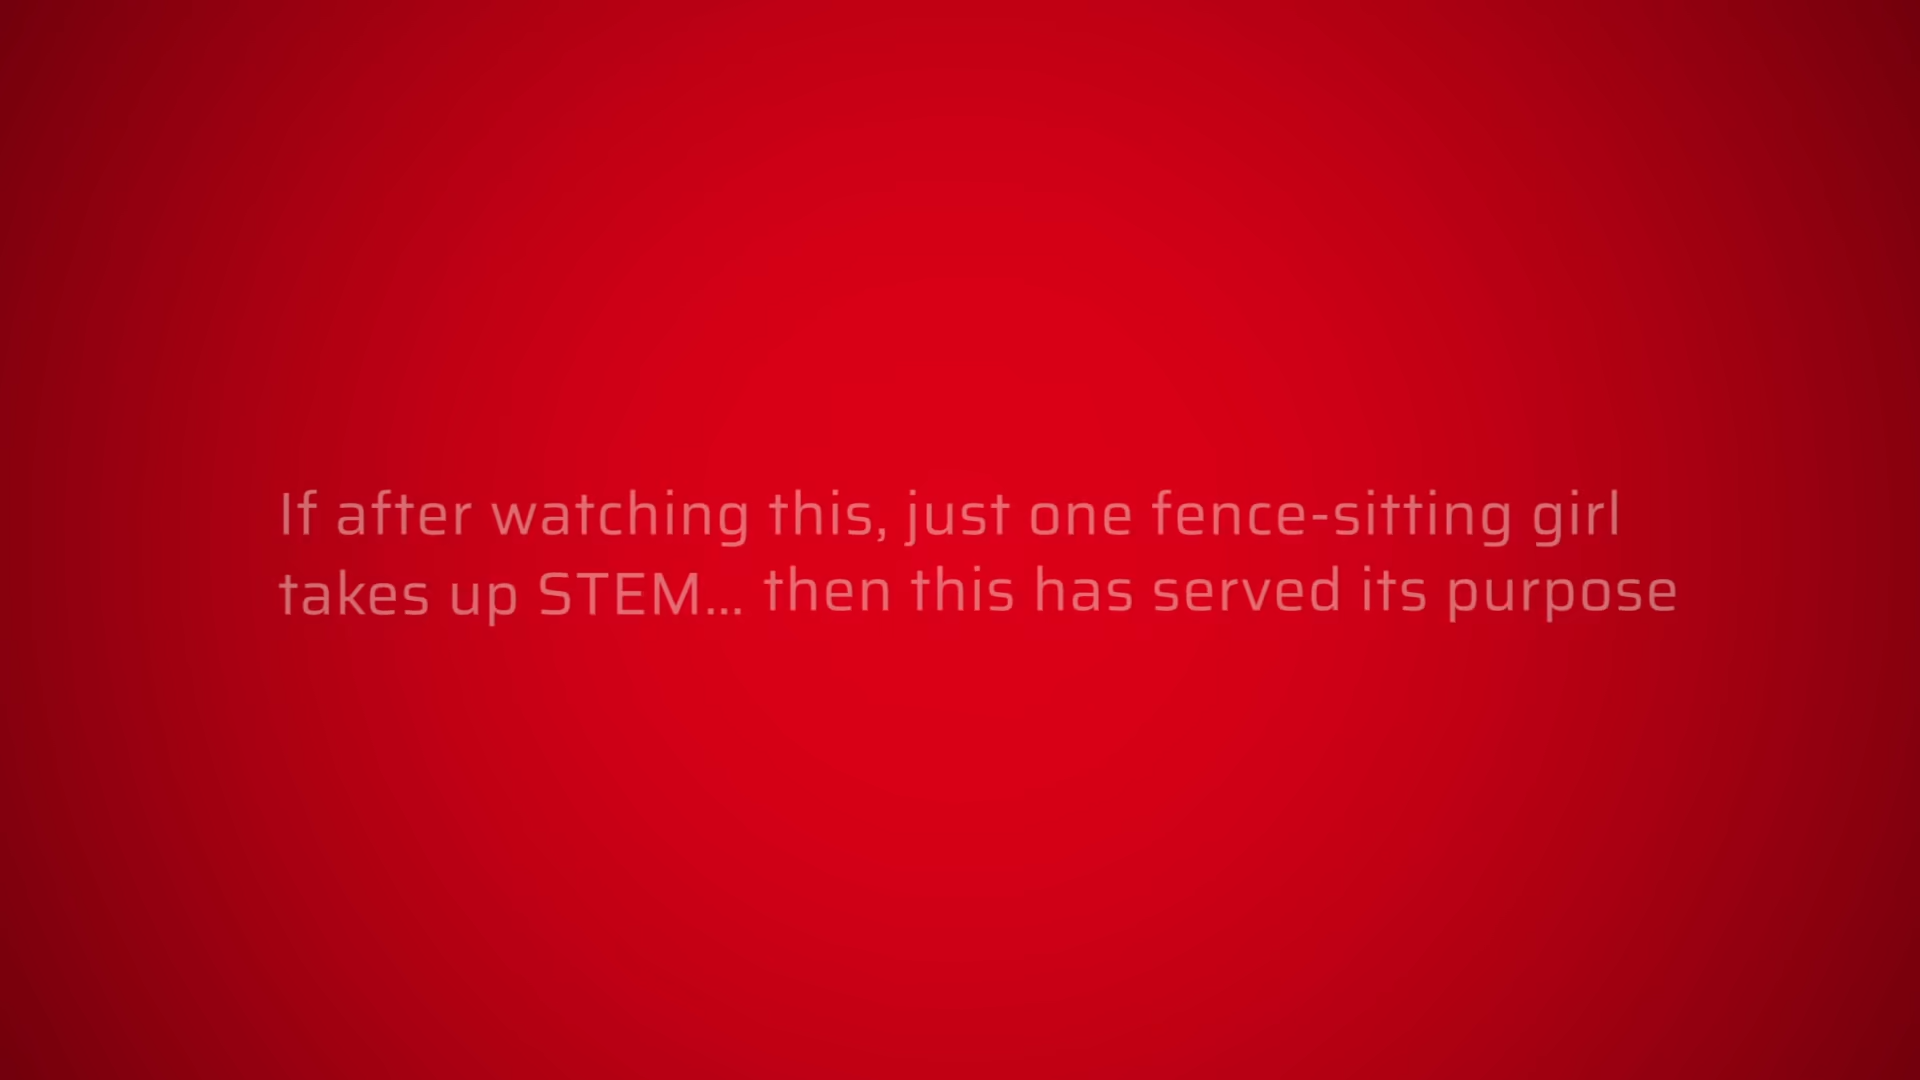 If after watching this, just one fence-sitting girl
takes up STEM... then this has served its purpose